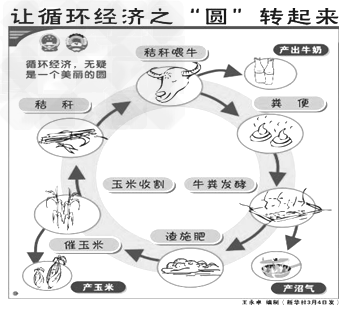 让循环经济之“圆”转起来
循环经济，无疑
是一个美丽的圆
秸秆喂牛
产出牛奶
秸 秆
粪 便
玉米收割
牛粪发酵
渣施肥
催玉米
产玉米
产沼气
王永卓 编制（新华社3月4日发）